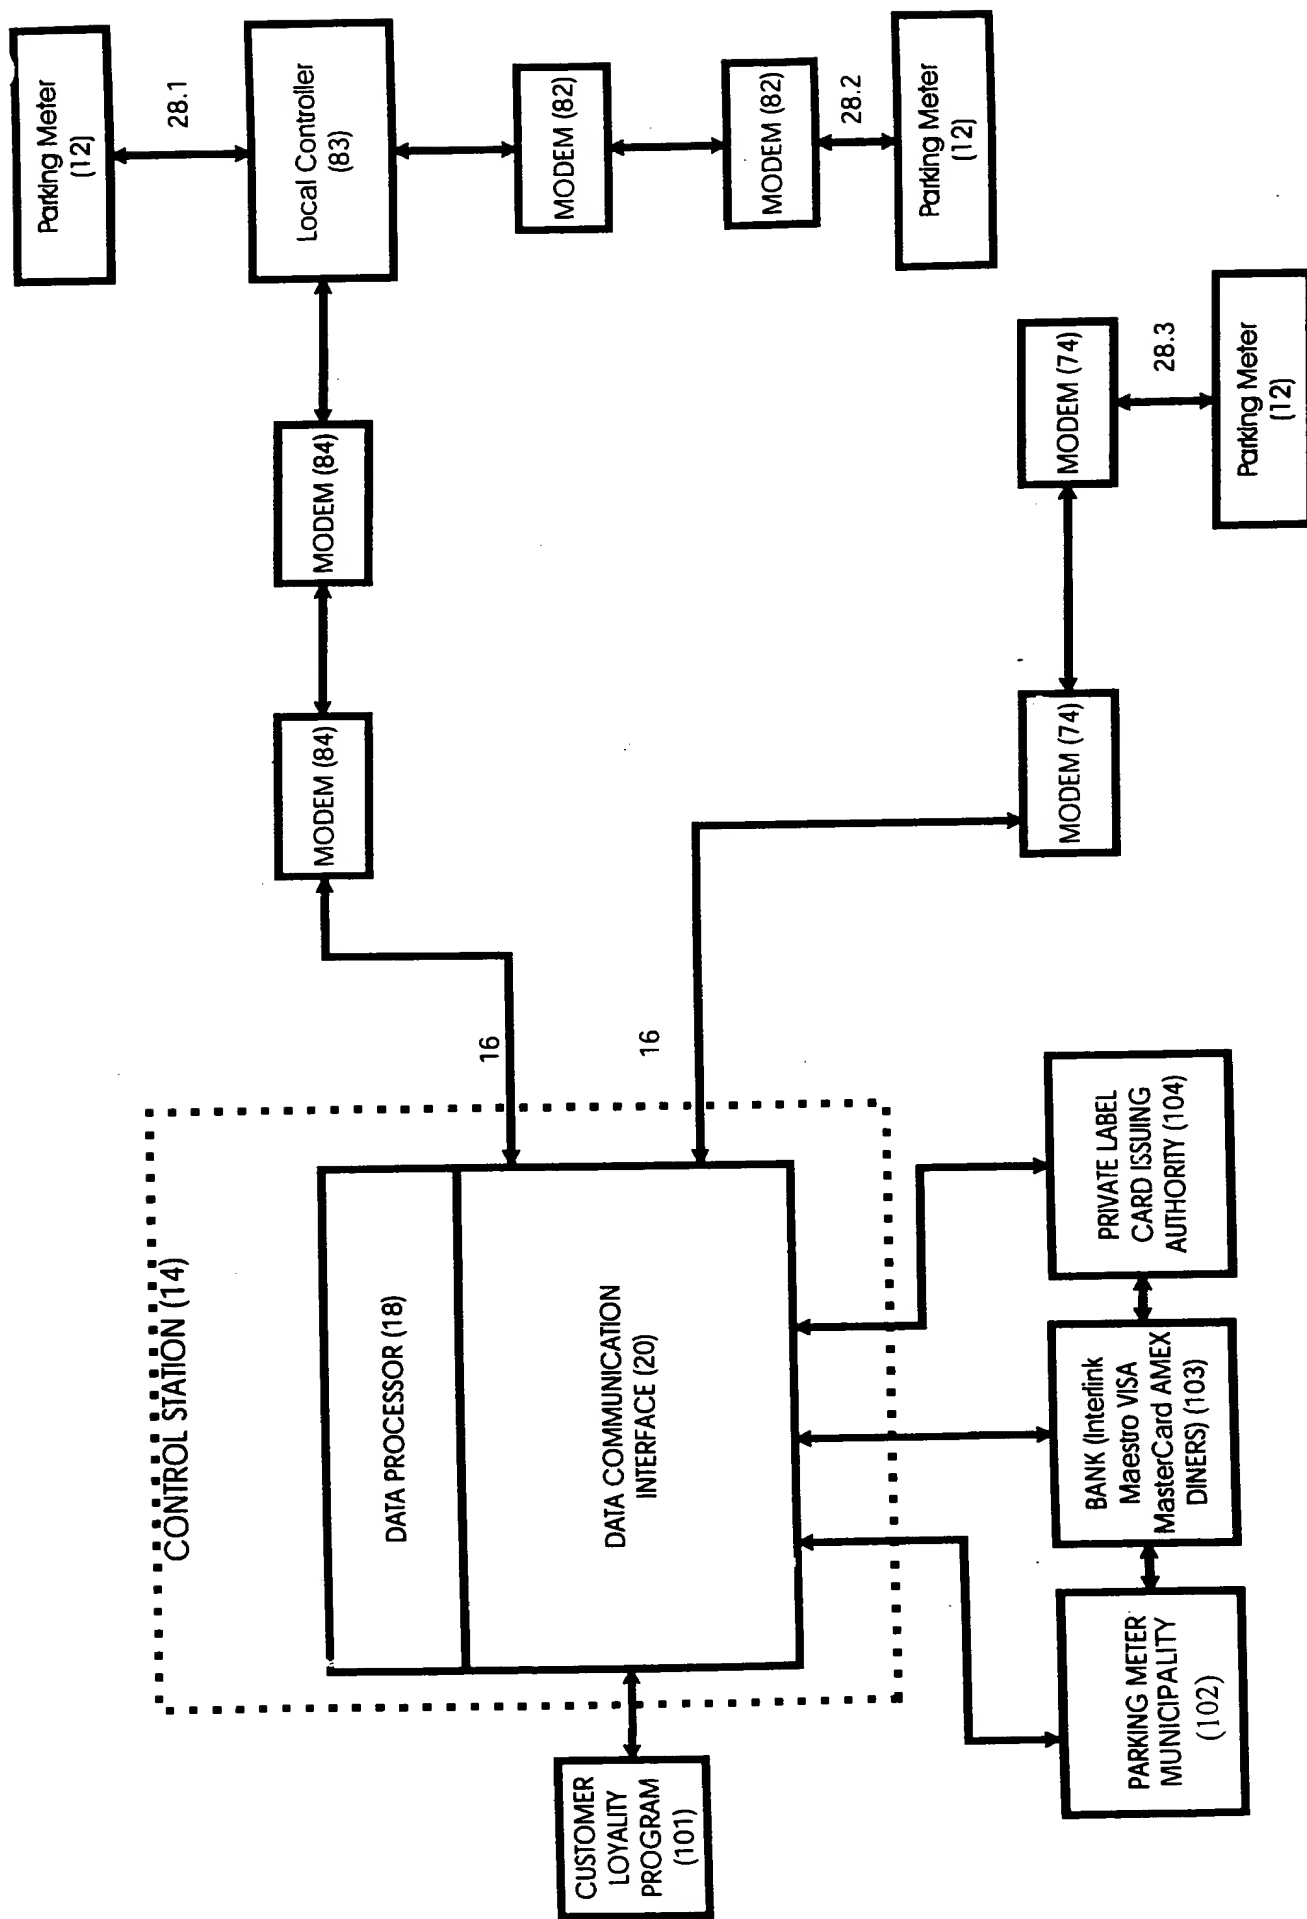 CONTROL STATION (14)
DATA PROCESSOR (18)
DATA COMMUNICATION
INTERFACE (20)
CUSTOMER
LOYALITY
PROGRAM
(101)
PARKING METER
MUNICIPALITY
(102)
BANK (Interlink
Maestro VISA
MasterCard AMEX
DINERS) (103)
PRIVATE LABEL
CARD ISSUING
AUTHORITY (104)
16
16
MODEM (84)
MODEM (84)
Local Controller
(83)
28.1
Parking Meter
(12)
MODEM (82)
MODEM (82)
28.2
Parking Meter
(12)
MODEM (74)
MODEM (74)
28.3
Parking Meter
(12)